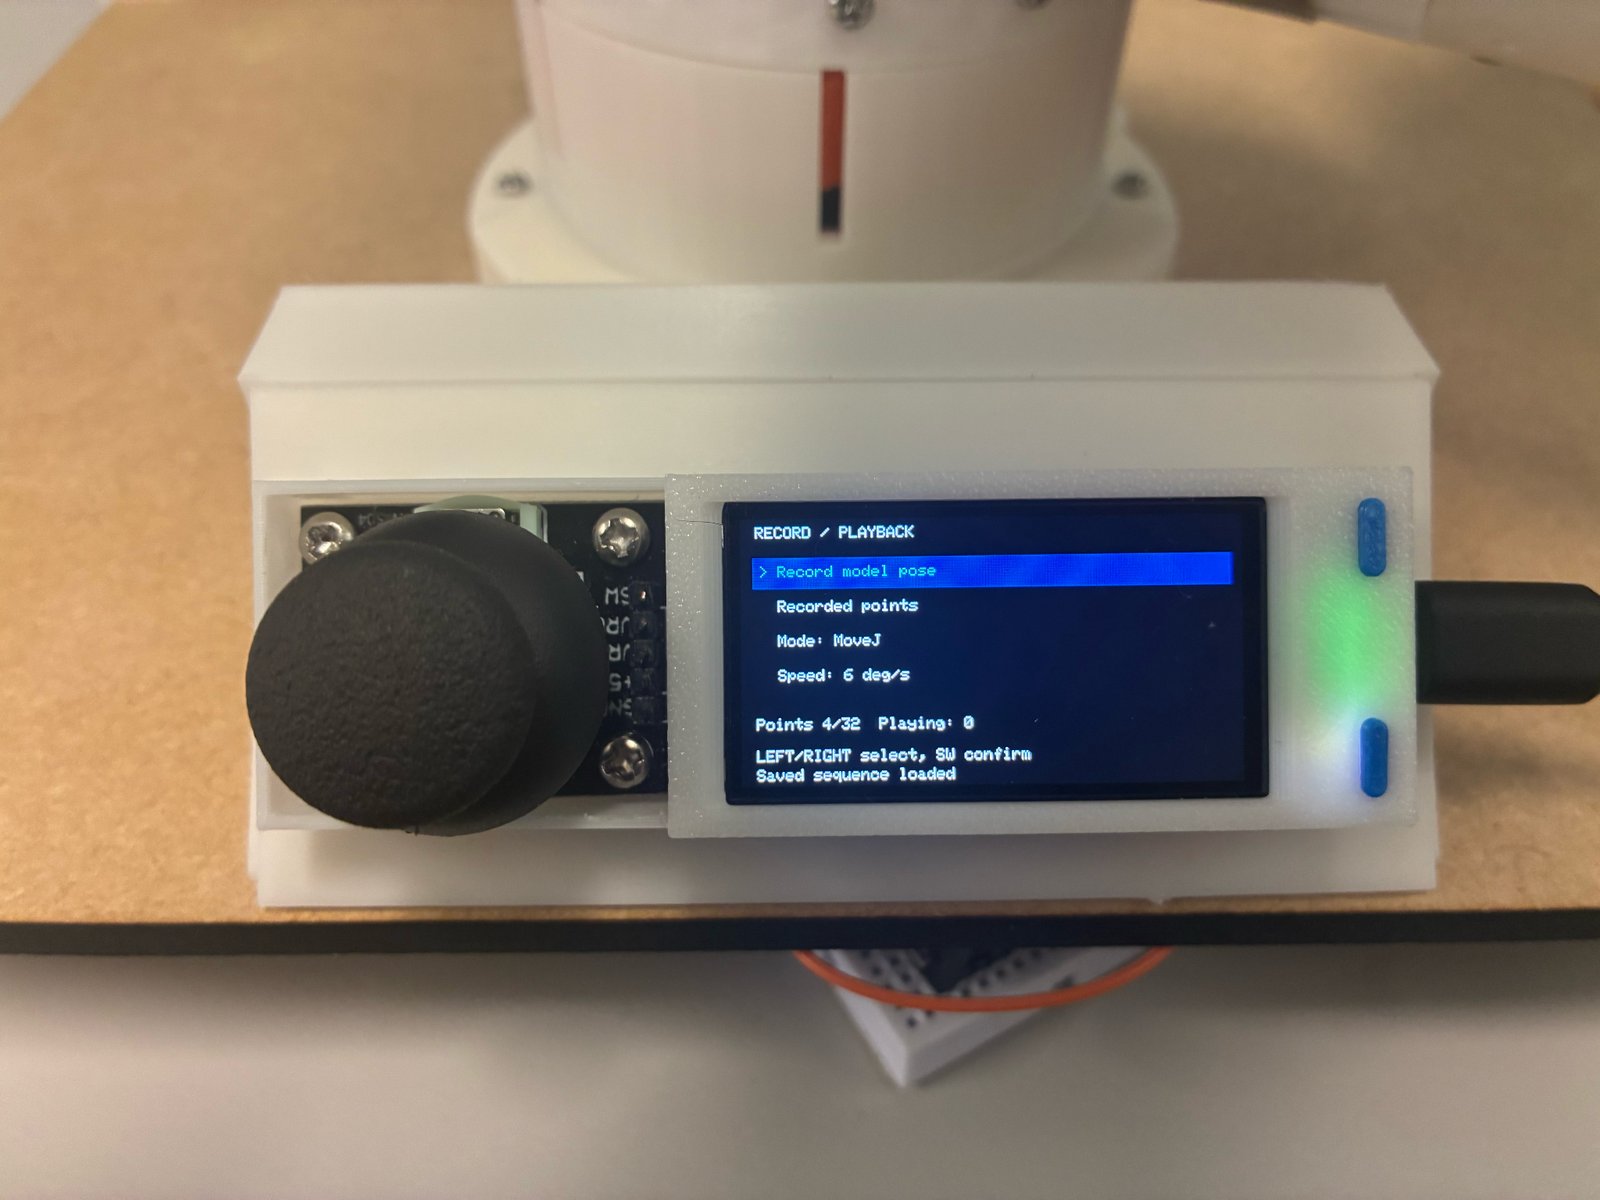 RECORD / PLAYBACK
> Record model pose
Recorded points
Mode: MoveJ
Speed: 6 deg/s
Points 4/32 Playing: 0
LEFT/RIGHT select, SW confirm
Saved sequence loaded